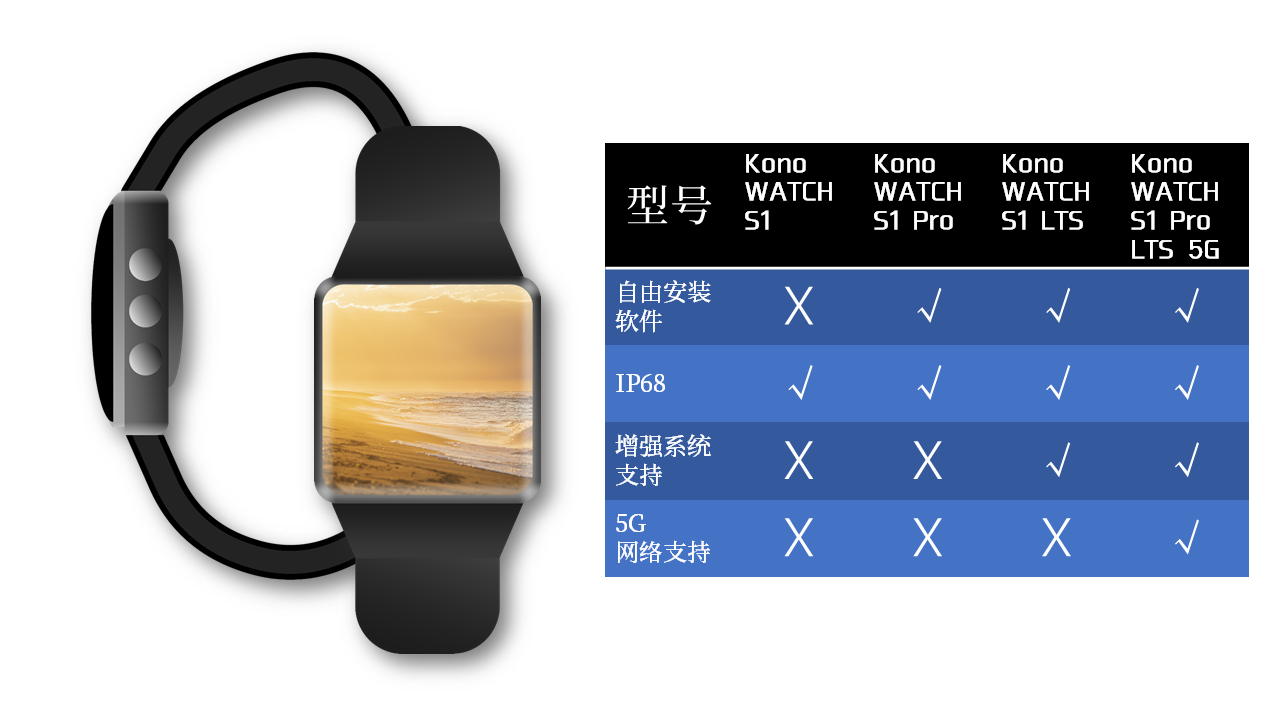 型号
Kono
WATCH
S1
Kono
WATCH
S1 Pro
Kono
WATCH
S1 LTS
Kono
WATCH
S1 Pro
LTS 5G
自由安装
软件
X √ √ √
IP68
√ √ √ √
增强系统
支持
X X √ √
5G
网络支持
X X X √